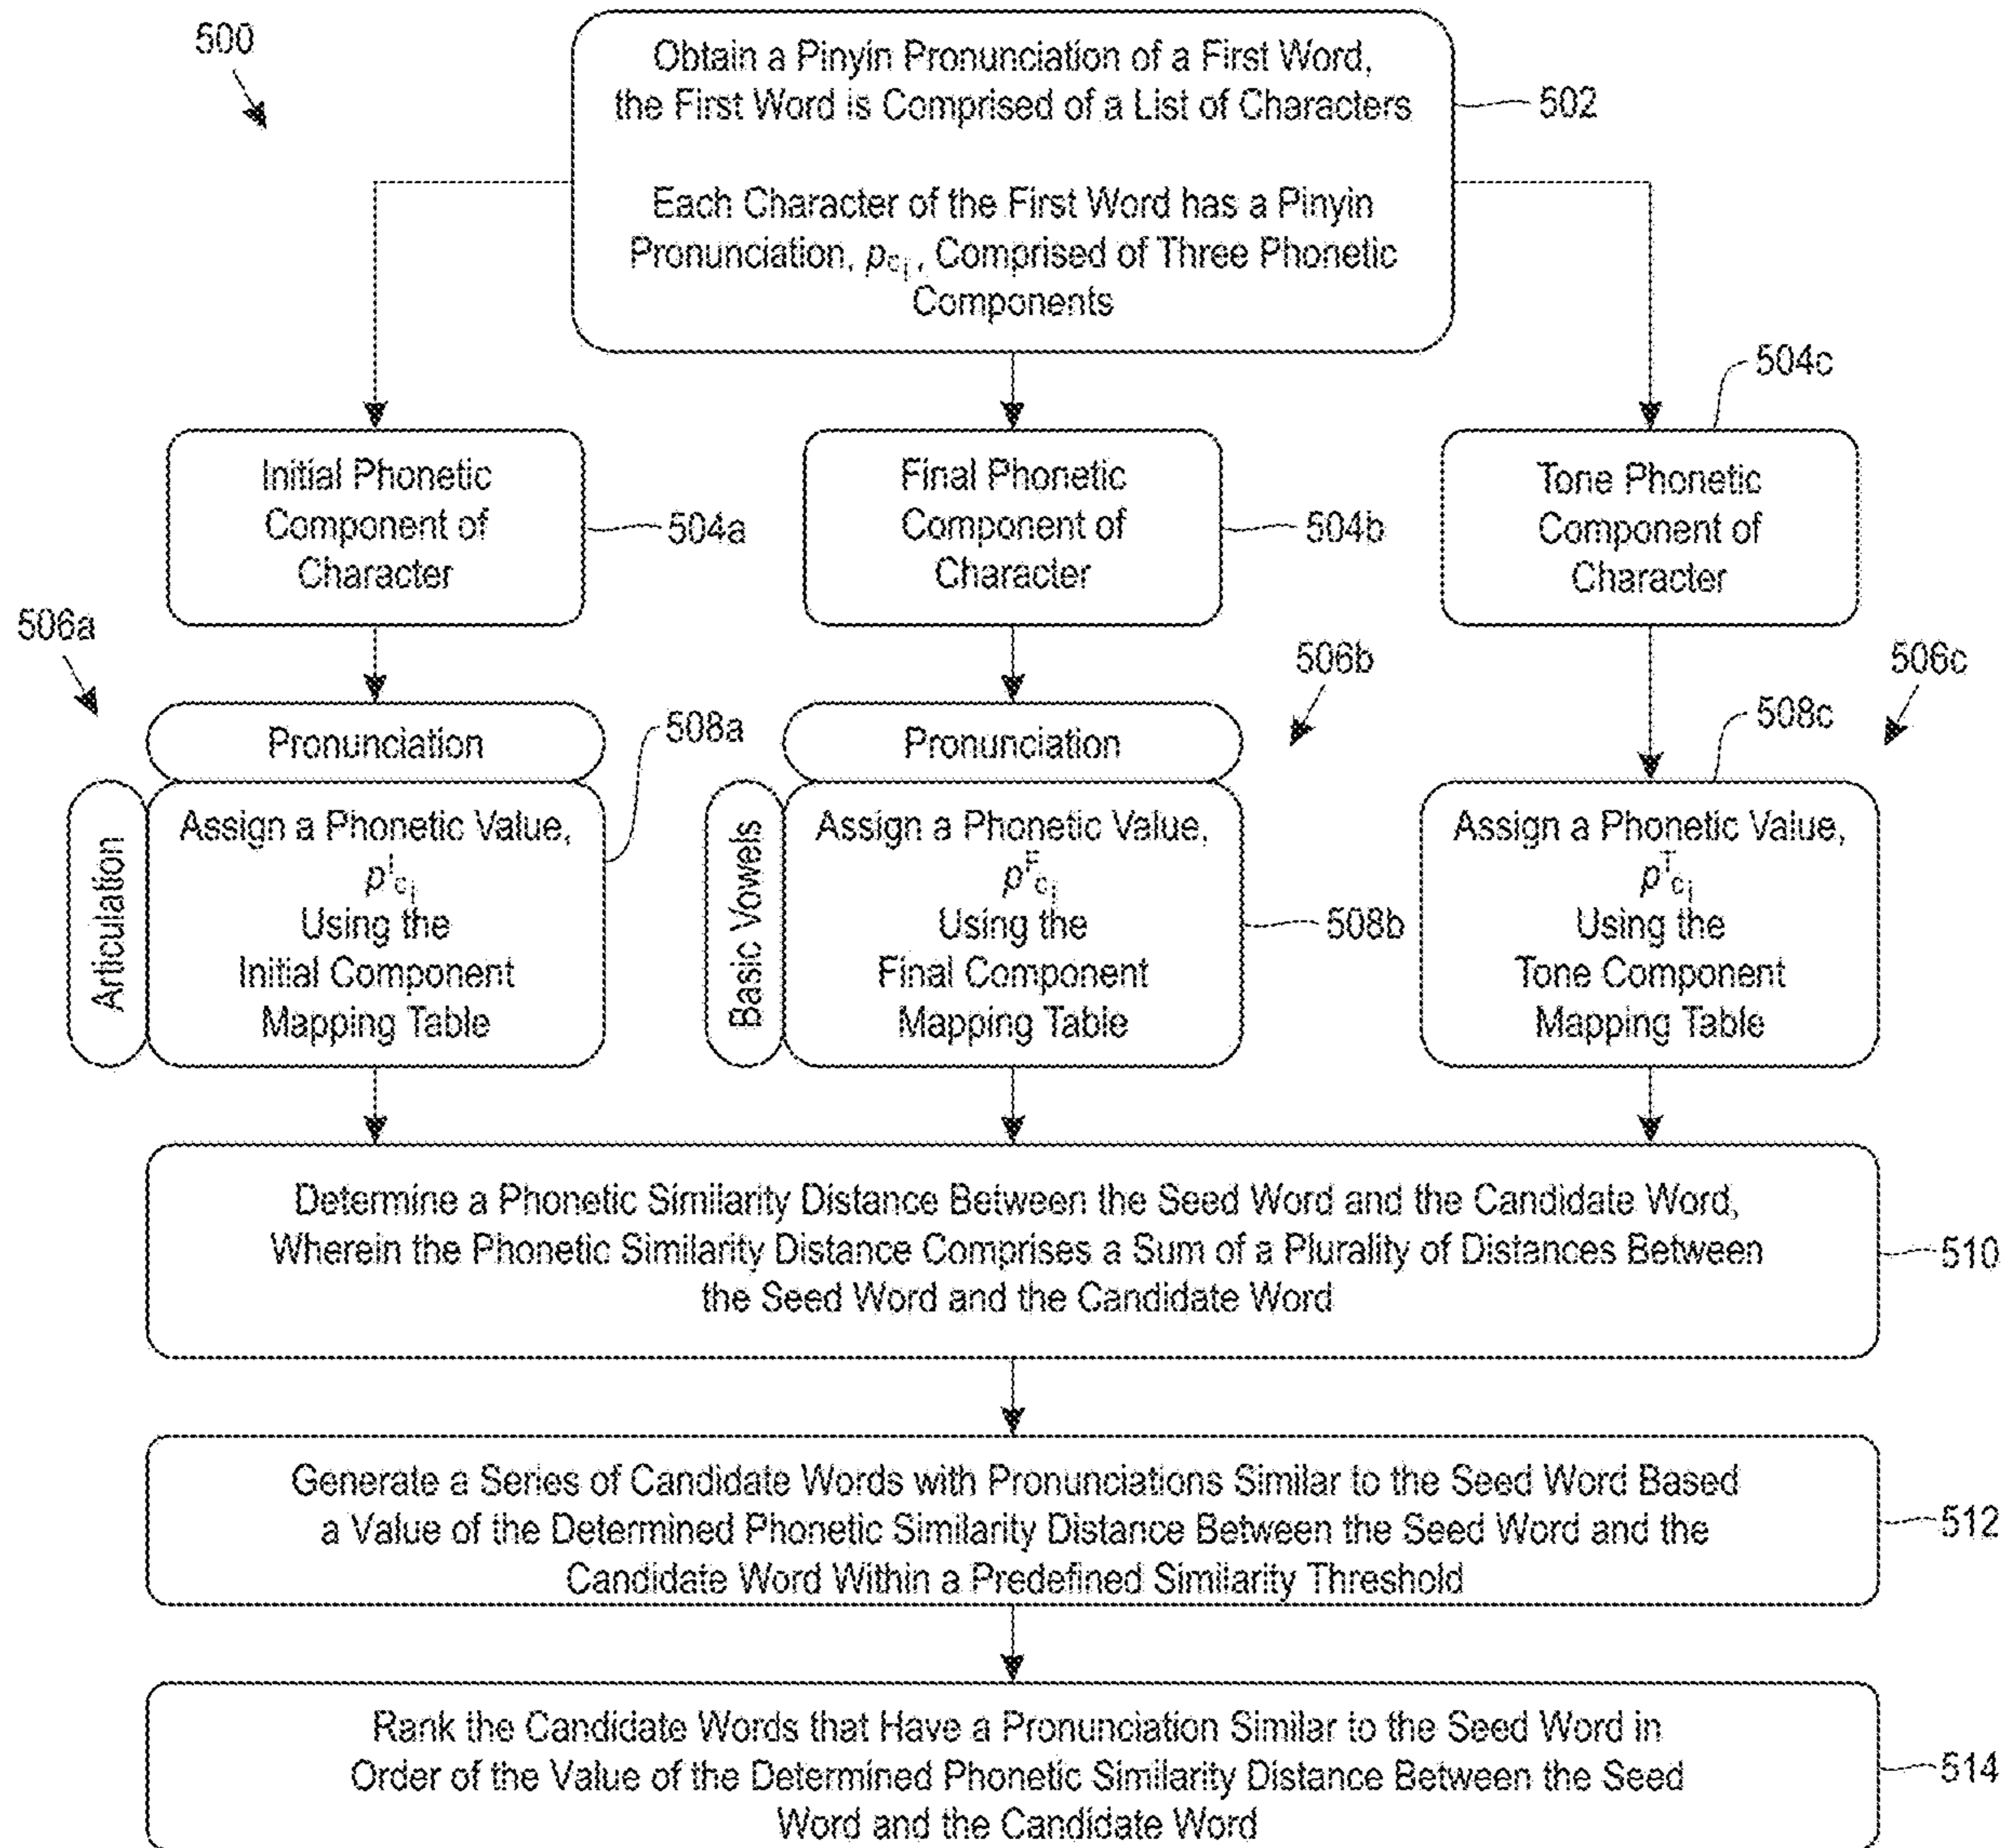 500
Obtain a Pinyin Pronunciation of a First Word,
the First Word is Comprised of a List of Characters
502
Each Character of the First Word has a Pinyin
Pronunciation, p_ci, Comprised of Three Phonetic
Components
504c
Initial Phonetic
Component of
Character
504a
Final Phonetic
Component of
Character
504b
Tone Phonetic
Component of
Character
506a
506b
506c
Pronunciation
508a
Pronunciation
508c
Articulation
Assign a Phonetic Value,
p^I_ci
Using the
Initial Component
Mapping Table
Basic Vowels
Assign a Phonetic Value,
p^F_ci
Using the
Final Component
Mapping Table
508b
Assign a Phonetic Value,
p^T_ci
Using the
Tone Component
Mapping Table
Determine a Phonetic Similarity Distance Between the Seed Word and the Candidate Word,
Wherein the Phonetic Similarity Distance Comprises a Sum of a Plurality of Distances Between
the Seed Word and the Candidate Word
510
Generate a Series of Candidate Words with Pronunciations Similar to the Seed Word Based
a Value of the Determined Phonetic Similarity Distance Between the Seed Word and the
Candidate Word Within a Predefined Similarity Threshold
512
Rank the Candidate Words that Have a Pronunciation Similar to the Seed Word in
Order of the Value of the Determined Phonetic Similarity Distance Between the Seed
Word and the Candidate Word
514